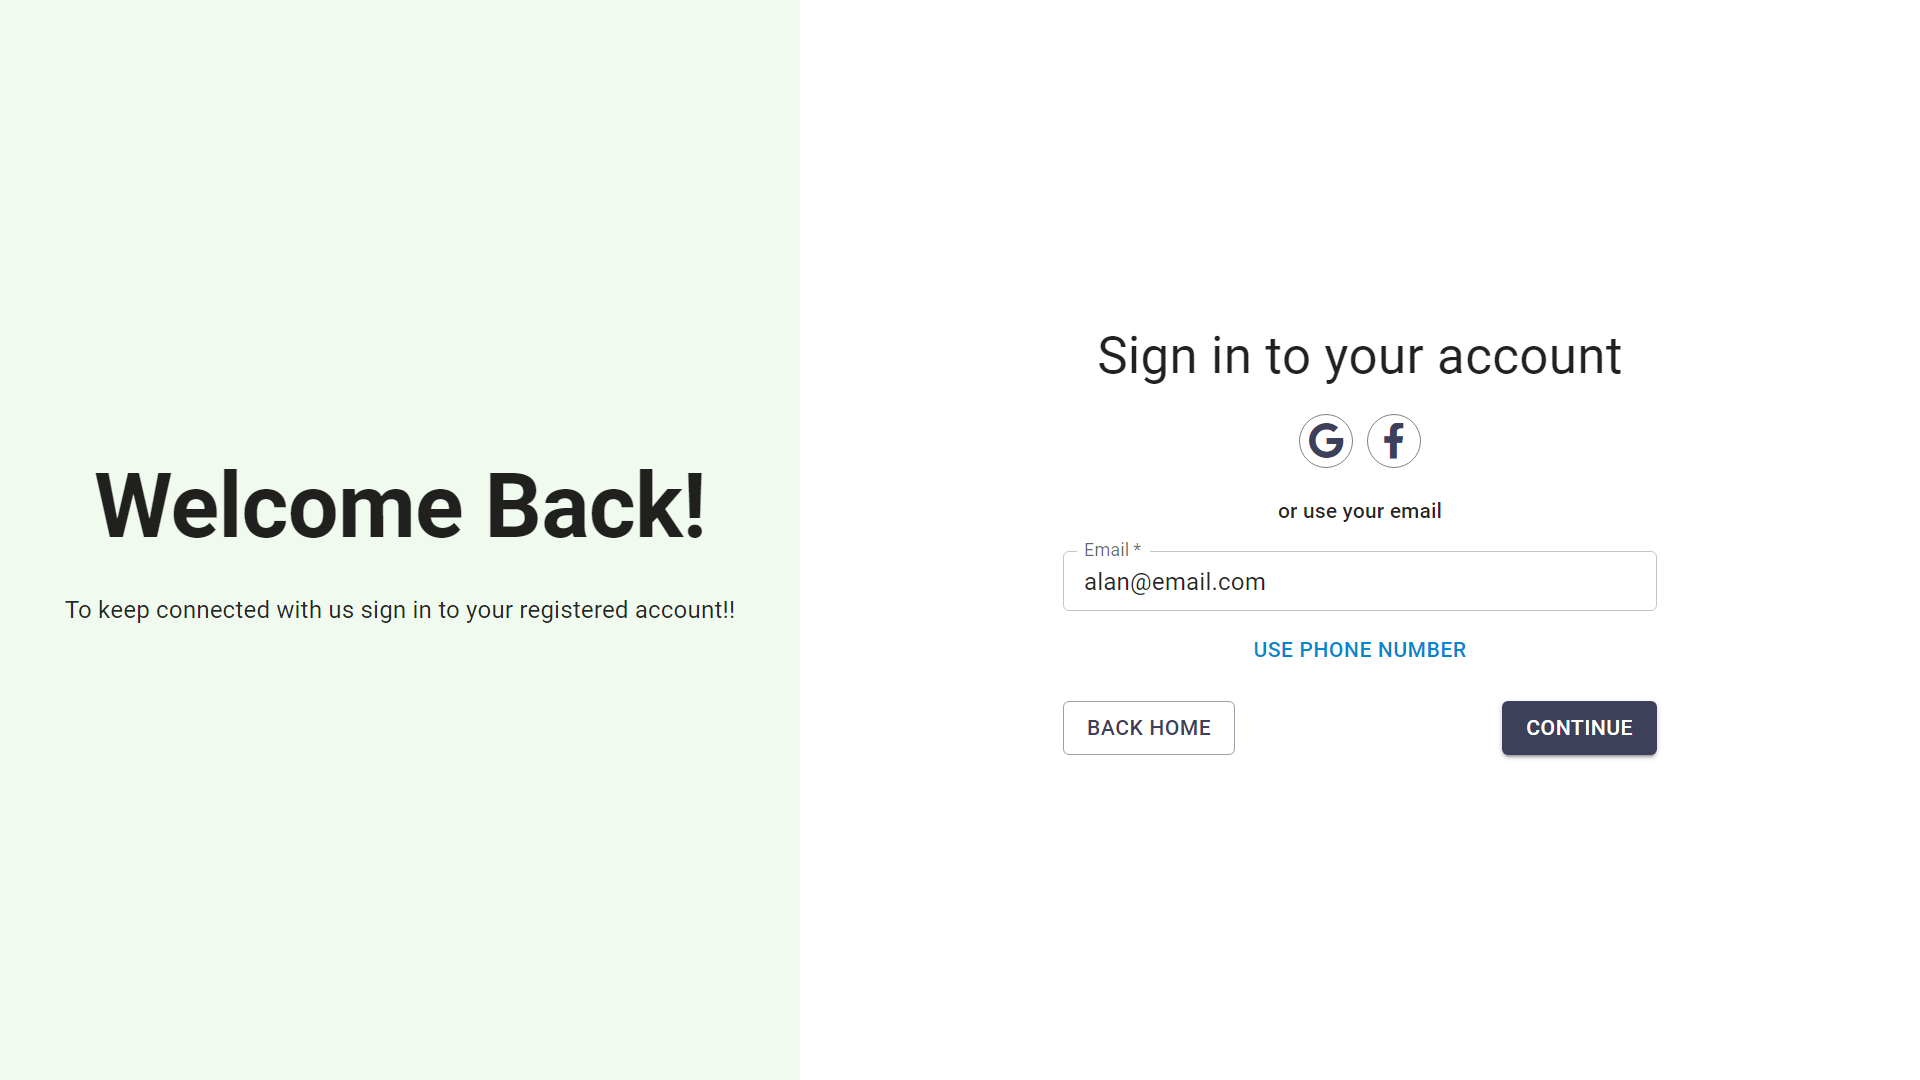 Welcome Back!
To keep connected with us sign in to your registered account!!
Sign in to your account
or use your email
Email *
alan@email.com
USE PHONE NUMBER
BACK HOME
CONTINUE